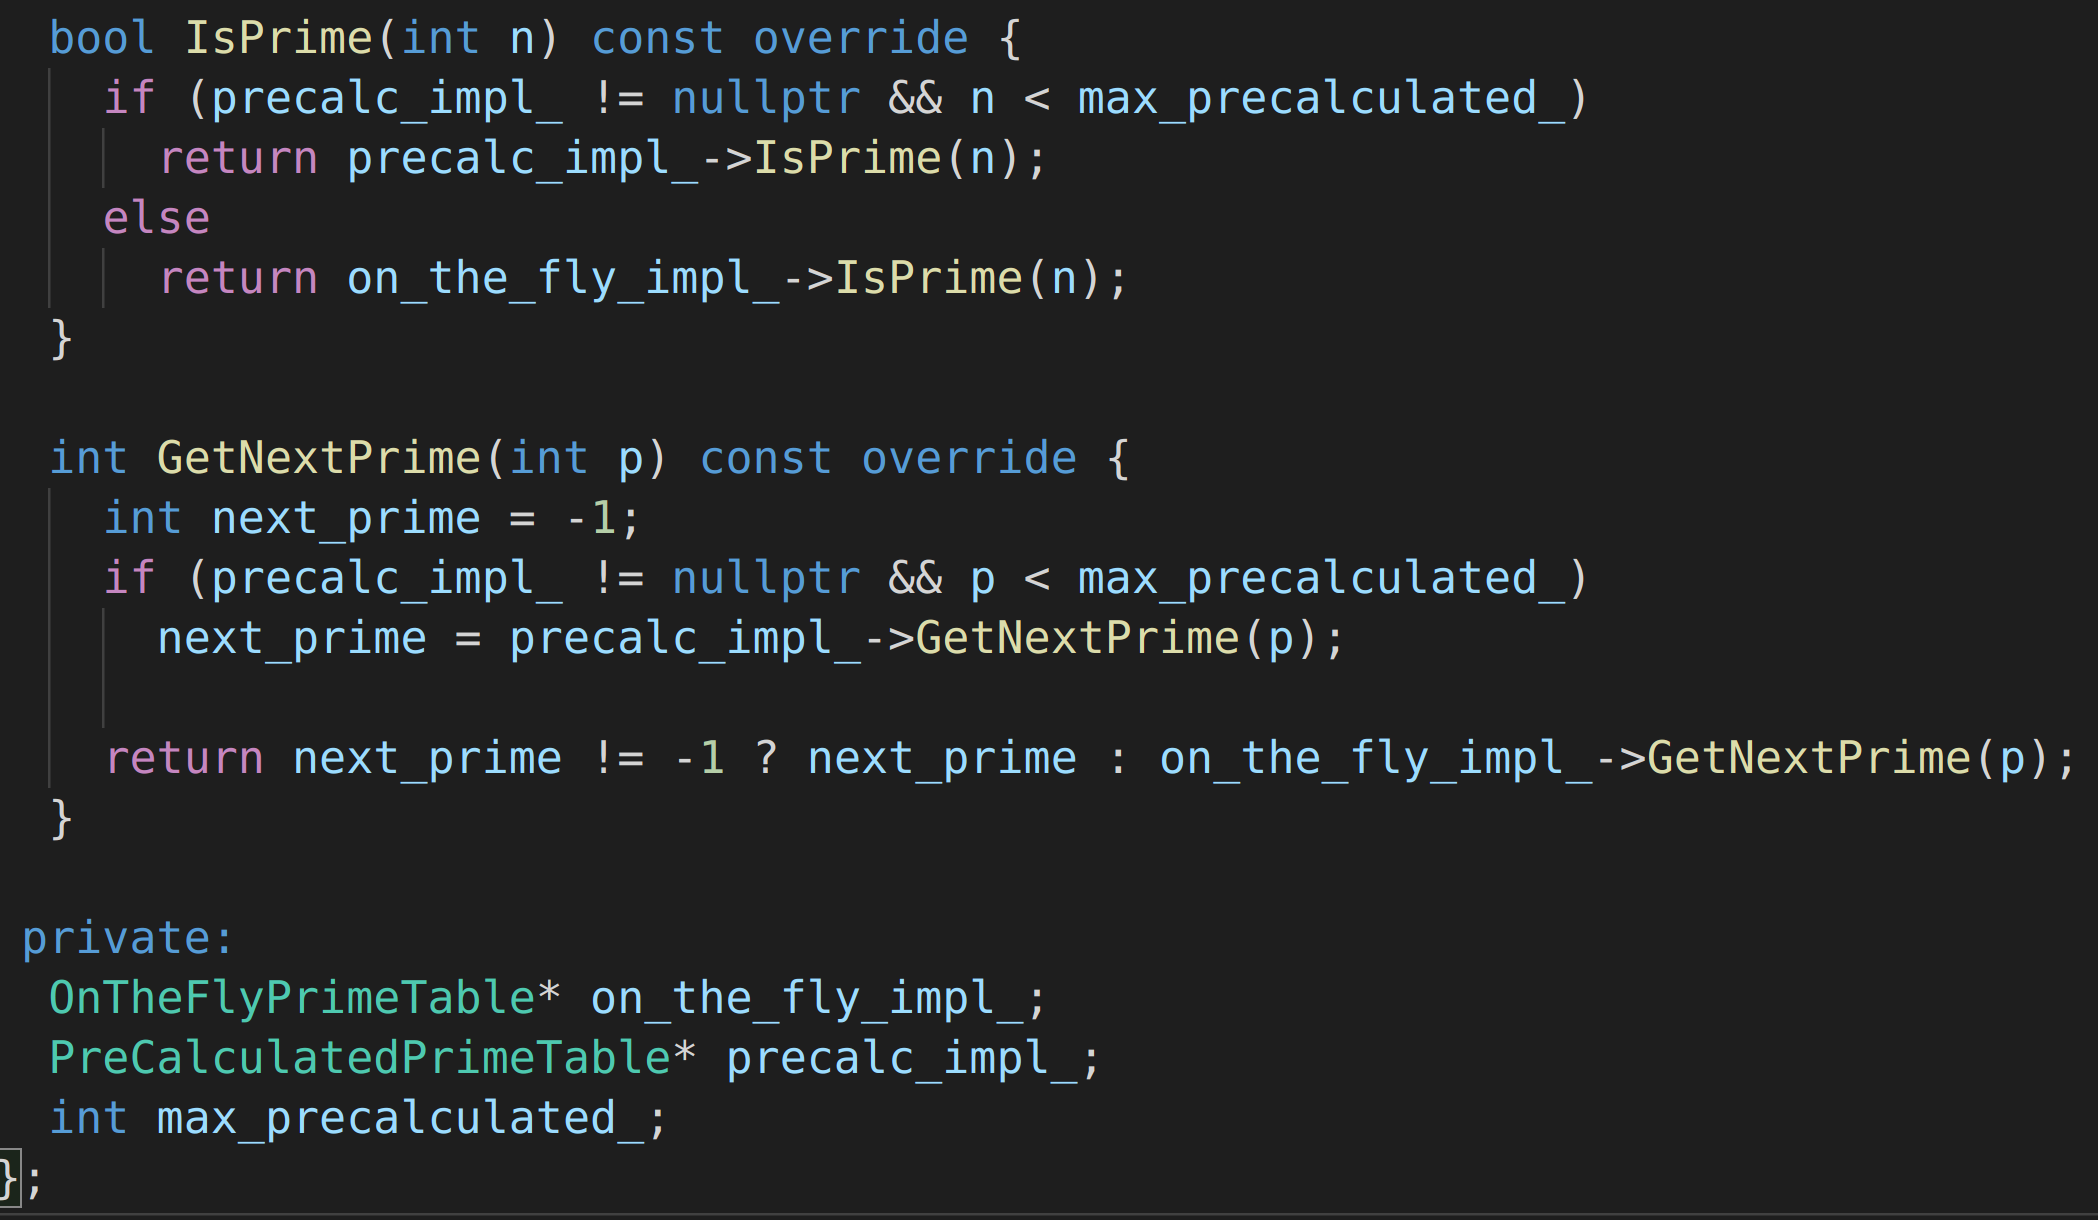 bool IsPrime(int n) const override {
if (precalc_impl_ != nullptr && n < max_precalculated_)
return precalc_impl_->IsPrime(n);
else
return on_the_fly_impl_->IsPrime(n);
}
int GetNextPrime(int p) const override {
int next_prime = -1;
if (precalc_impl_ != nullptr && p < max_precalculated_)
next_prime = precalc_impl_->GetNextPrime(p);
return next_prime != -1 ? next_prime : on_the_fly_impl_->GetNextPrime(p);
}
private:
OnTheFlyPrimeTable* on_the_fly_impl_;
PreCalculatedPrimeTable* precalc_impl_;
int max_precalculated_;
};